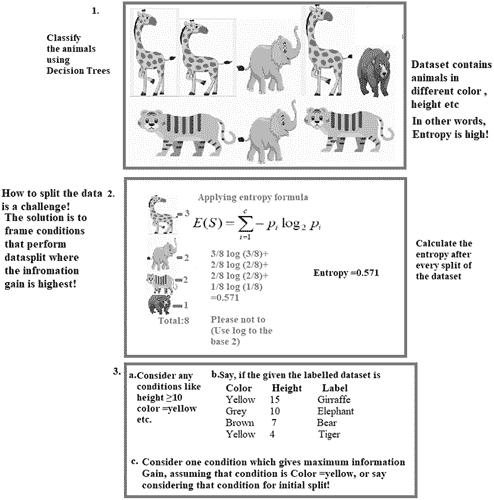 1.
Classify
the animals
using
Decision Trees
Dataset contains
animals in
different color ,
height etc
In other words,
Entropy is high!
How to split the data
is a challenge!
The solution is to
frame conditions
that perform
datasplit where
the infromation
gain is highest!
2.
Applying entropy formula
E(S) = ∑ i=1 c − pi log2 pi
= 3
= 2
= 2
= 1
Total:8
3/8 log (3/8)+
2/8 log (2/8)+
2/8 log (2/8)+
1/8 log (1/8)
=0.571
Please not to
(Use log to the
base 2)
Entropy =0.571
Calculate the
entropy after
every split of
the dataset
3.
a.Consider any
conditions like
height ≥10
color =yellow
etc.
b.Say, if the given the labelled dataset is
Color Height Label
Yellow 15 Girraffe
Grey 10 Elephant
Brown 7 Bear
Yellow 4 Tiger
c. Consider one condition which gives maximum information
Gain, assuming that condition is Color =yellow, or say
considering that condition for initial split!